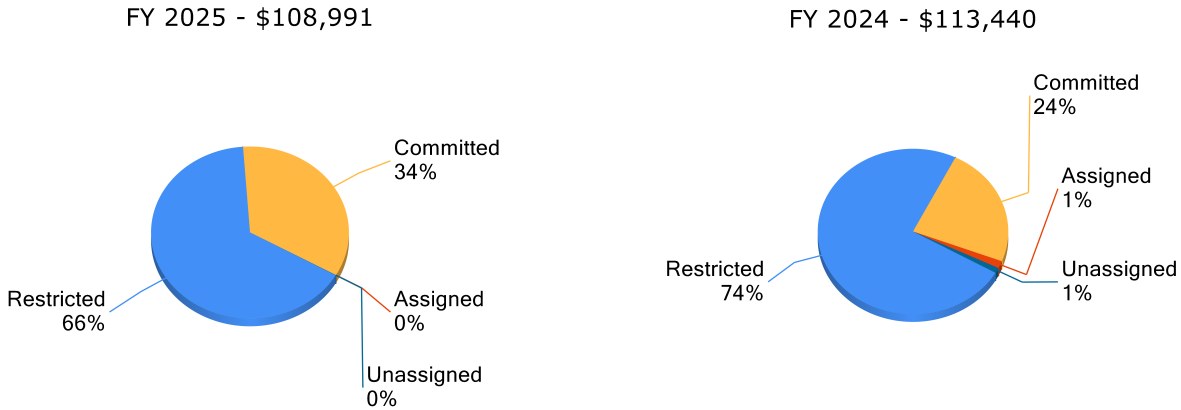 FY 2025 - $108,991
Committed
34%
Restricted
66%
Assigned
0%
Unassigned
0%
FY 2024 - $113,440
Committed
24%
Assigned
1%
Restricted
74%
Unassigned
1%